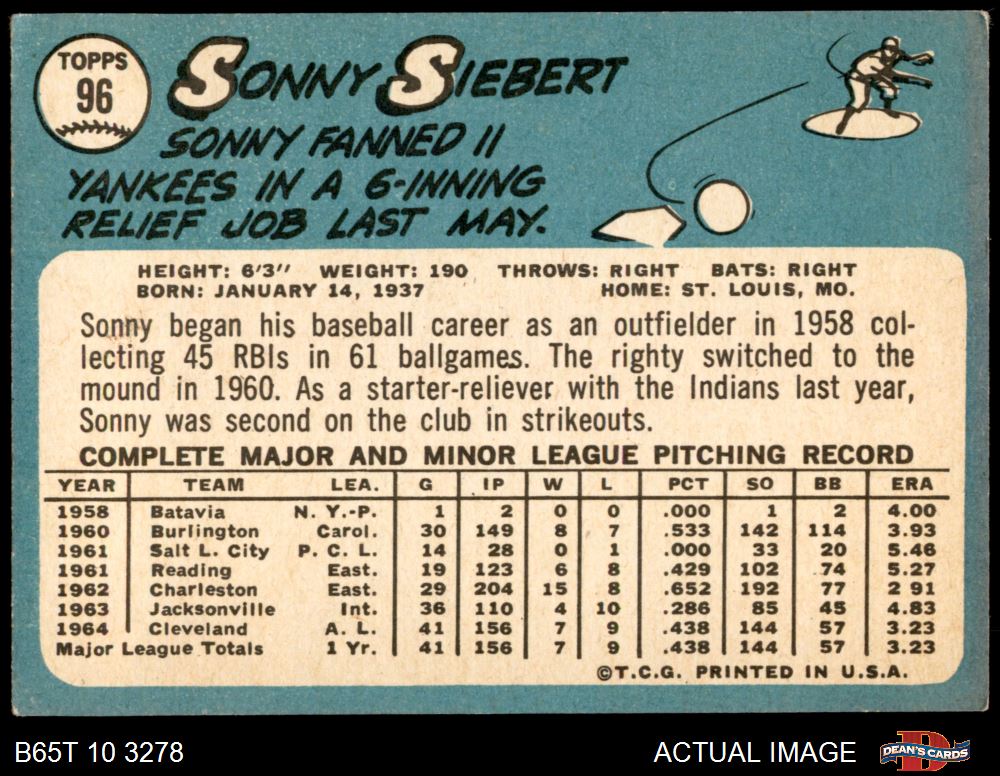 TOPPS
96
SONNY SIEBERT
SONNY FANNED 11
YANKEES IN A 6-INNING
RELIEF JOB LAST MAY.
HEIGHT: 6'3" WEIGHT: 190 THROWS: RIGHT BATS: RIGHT
BORN: JANUARY 14, 1937 HOME: ST. LOUIS, MO.
Sonny began his baseball career as an outfielder in 1958 col-
lecting 45 RBIs in 61 ballgames. The righty switched to the
mound in 1960. As a starter-reliever with the Indians last year,
Sonny was second on the club in strikeouts.
COMPLETE MAJOR AND MINOR LEAGUE PITCHING RECORD
YEAR TEAM LEA. G IP W L PCT SO BB ERA
1958 Batavia N. Y.-P. 1 2 0 0 .000 1 2 4.00
1960 Burlington Carol. 30 149 8 7 .533 142 114 3.93
1961 Salt L. City P. C. L. 14 28 0 1 .000 33 20 5.46
1961 Reading East. 19 123 6 8 .429 102 74 5.27
1962 Charleston East. 29 204 15 8 .652 192 77 2 91
1963 Jacksonville Int. 36 110 4 10 .286 85 45 4.83
1964 Cleveland A. L. 41 156 7 9 .438 144 57 3.23
Major League Totals 1 Yr. 41 156 7 9 .438 144 57 3.23
©T.C.G. PRINTED IN U.S.A.
B65T 10 3278 ACTUAL IMAGE
D
DEAN'S CARDS